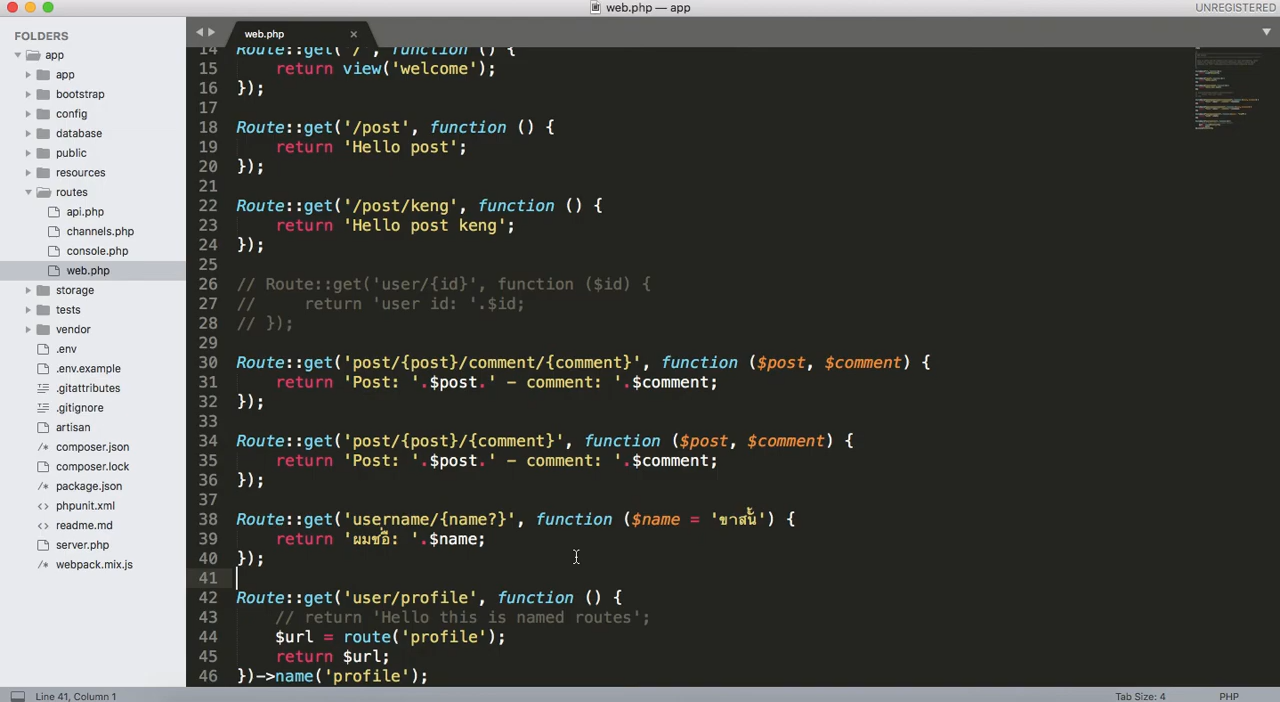 web.php — app
UNREGISTERED
FOLDERS
app
app
bootstrap
config
database
public
resources
routes
api.php
channels.php
console.php
web.php
storage
tests
vendor
.env
.env.example
.gitattributes
.gitignore
artisan
composer.json
composer.lock
package.json
phpunit.xml
readme.md
server.php
webpack.mix.js
web.php
14 Route::get('/', function () {
15 return view('welcome');
16 });
17
18 Route::get('/post', function () {
19 return 'Hello post';
20 });
21
22 Route::get('/post/keng', function () {
23 return 'Hello post keng';
24 });
25
26 // Route::get('user/{id}', function ($id) {
27 // return 'user id: '.$id;
28 // });
29
30 Route::get('post/{post}/comment/{comment}', function ($post, $comment) {
31 return 'Post: '.$post.' – comment: '.$comment;
32 });
33
34 Route::get('post/{post}/{comment}', function ($post, $comment) {
35 return 'Post: '.$post.' – comment: '.$comment;
36 });
37
38 Route::get('username/{name?}', function ($name = 'ขาสั้น') {
39 return 'ผมชื่อ: '.$name;
40 });
41
42 Route::get('user/profile', function () {
43 // return 'Hello this is named routes';
44 $url = route('profile');
45 return $url;
46 })->name('profile');
Line 41, Column 1
Tab Size: 4
PHP